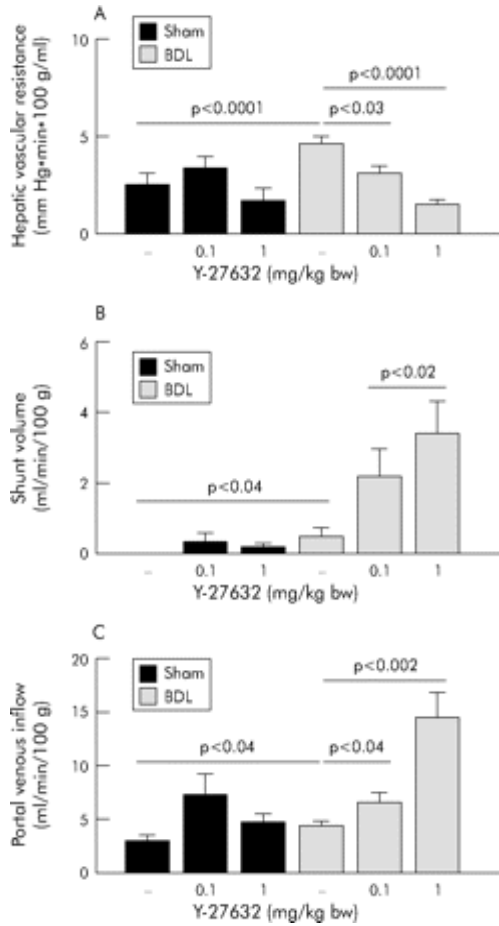 A
Hepatic vascular resistance
(mm Hg•min•100 g/ml)
10
5
0
Sham
BDL
p<0.0001
p<0.0001
p<0.03
– 0.1 1 – 0.1 1
Y-27632 (mg/kg bw)
B
Shunt volume
(ml/min/100 g)
6
4
2
0
Sham
BDL
p<0.02
p<0.04
– 0.1 1 – 0.1 1
Y-27632 (mg/kg bw)
C
Portal venous inflow
(ml/min/100 g)
20
15
10
5
0
Sham
BDL
p<0.002
p<0.04
p<0.04
– 0.1 1 – 0.1 1
Y-27632 (mg/kg bw)